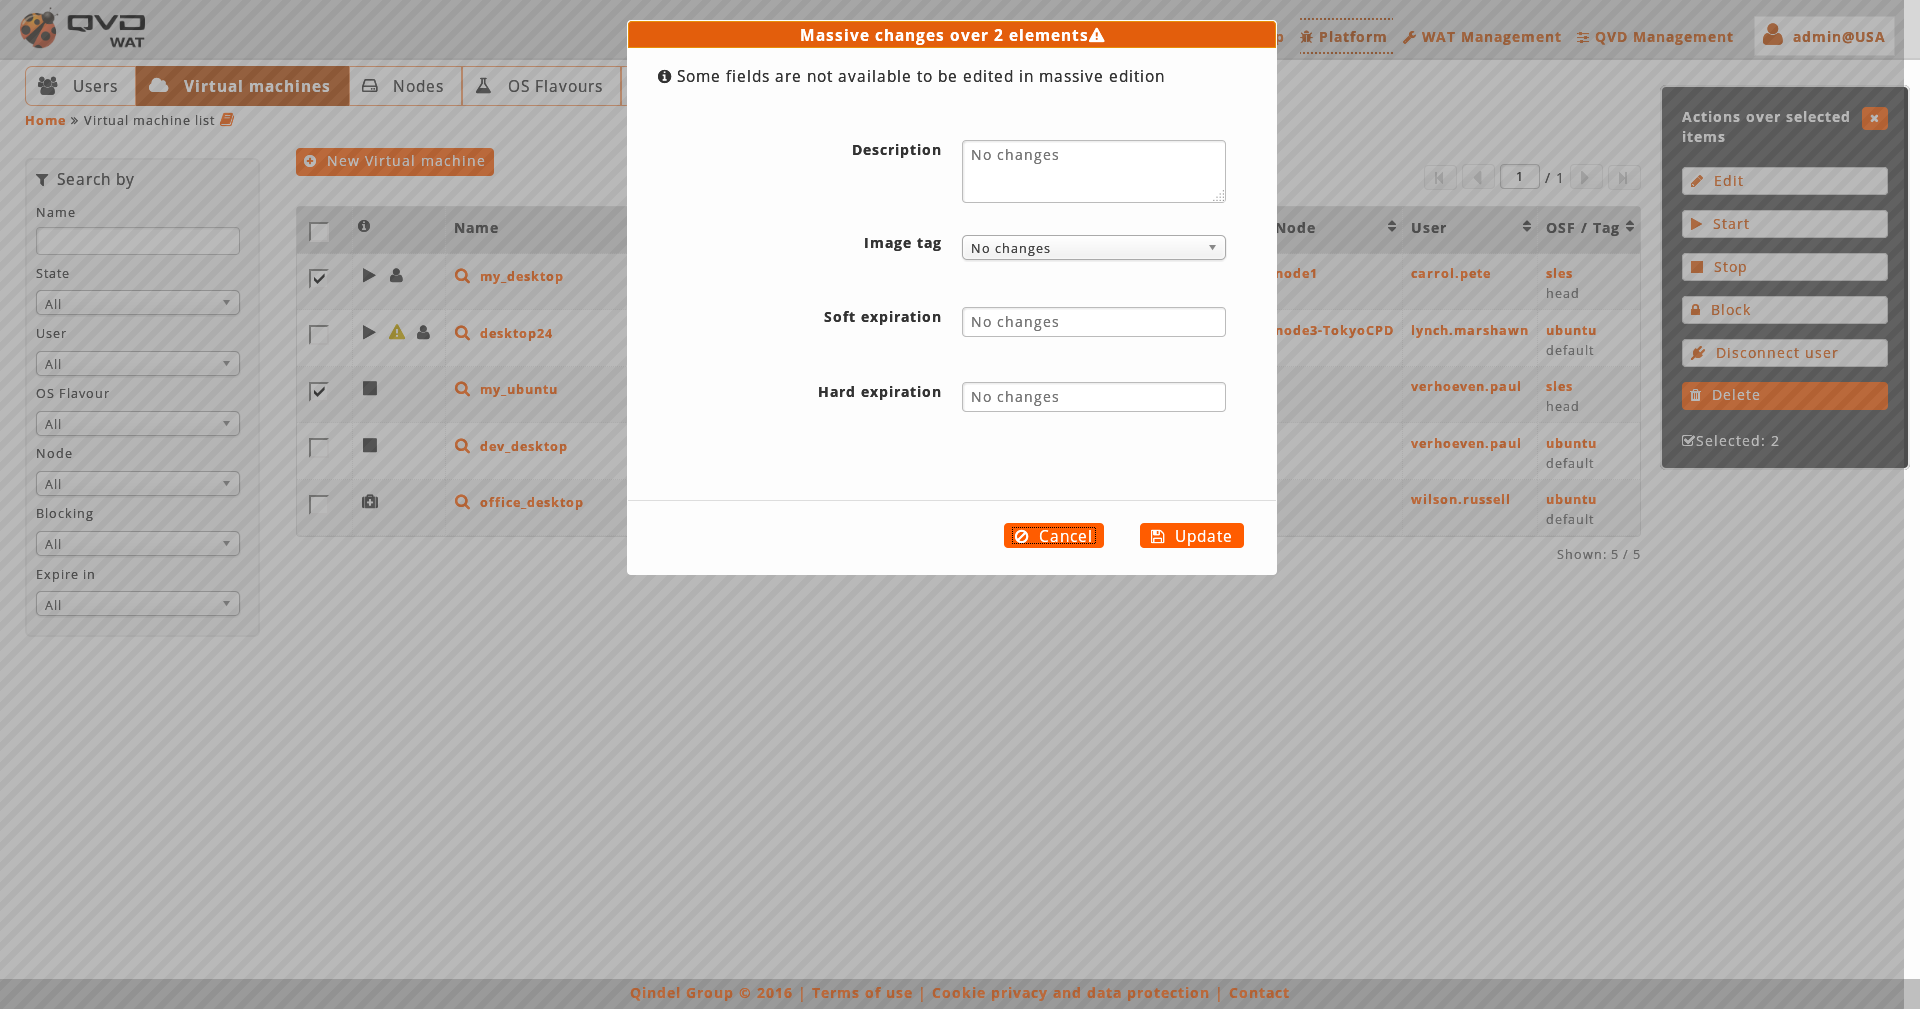 QVD
WAT
p
Platform
WAT Management
QVD Management
admin@USA
Users
Virtual machines
Nodes
OS Flavours
Home » Virtual machine list
Massive changes over 2 elements
Some fields are not available to be edited in massive edition
Description
No changes
Image tag
No changes
Soft expiration
No changes
Hard expiration
No changes
Cancel
Update
Search by
Name
State
All
User
All
OS Flavour
All
Node
All
Blocking
All
Expire in
All
New Virtual machine
1 / 1
Name Node User OSF / Tag
my_desktop node1 carrol.pete sles
head
desktop24 node3-TokyoCPD lynch.marshawn ubuntu
default
my_ubuntu verhoeven.paul sles
head
dev_desktop verhoeven.paul ubuntu
default
office_desktop wilson.russell ubuntu
default
Shown: 5 / 5
Actions over selected
items
Edit
Start
Stop
Block
Disconnect user
Delete
Selected: 2
Qindel Group © 2016 | Terms of use | Cookie privacy and data protection | Contact